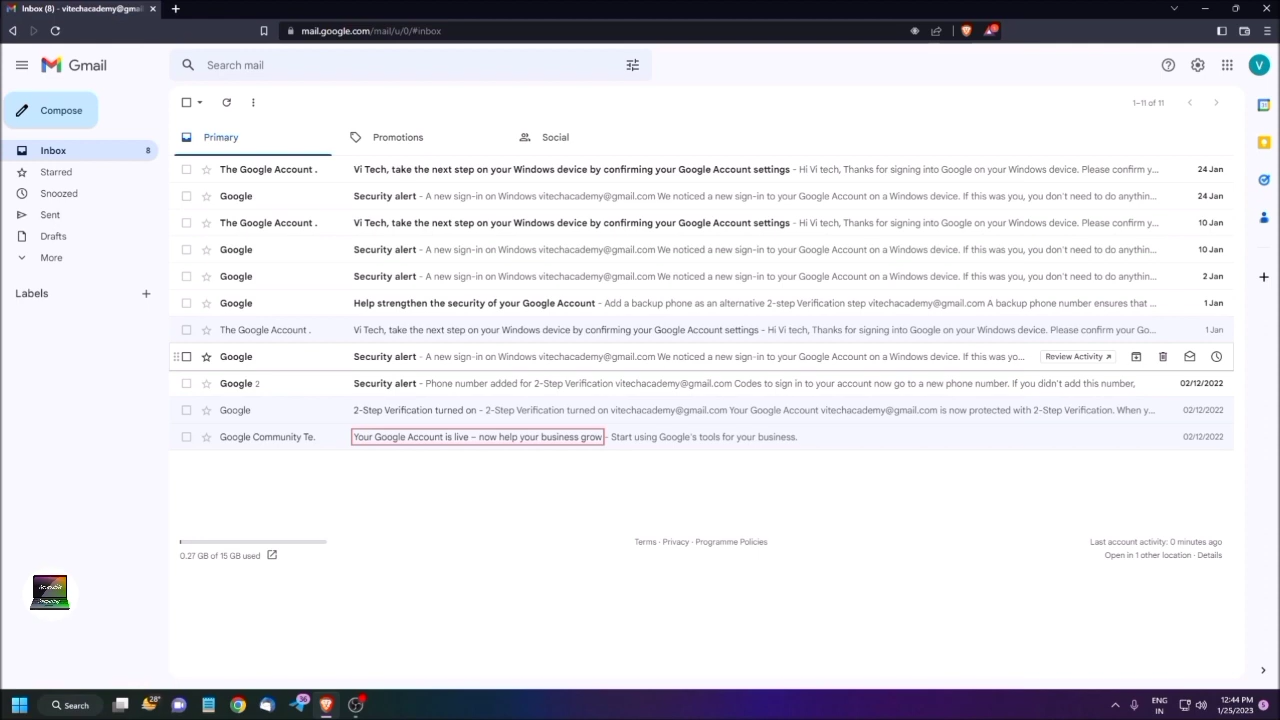 Inbox (8) - vitechacademy@gmail
mail.google.com/mail/u/0/#inbox
Gmail
Search mail
Compose
1–11 of 11
Primary
Promotions
Social
Inbox 8
Starred
Snoozed
Sent
Drafts
More
Labels
The Google Account . Vi Tech, take the next step on your Windows device by confirming your Google Account settings - Hi Vi tech, Thanks for signing into Google on your Windows device. Please confirm y... 24 Jan
Google Security alert - A new sign-in on Windows vitechacademy@gmail.com We noticed a new sign-in to your Google Account on a Windows device. If this was you, you don't need to do anythin... 24 Jan
The Google Account . Vi Tech, take the next step on your Windows device by confirming your Google Account settings - Hi Vi tech, Thanks for signing into Google on your Windows device. Please confirm y... 10 Jan
Google Security alert - A new sign-in on Windows vitechacademy@gmail.com We noticed a new sign-in to your Google Account on a Windows device. If this was you, you don't need to do anythin... 10 Jan
Google Security alert - A new sign-in on Windows vitechacademy@gmail.com We noticed a new sign-in to your Google Account on a Windows device. If this was you, you don't need to do anythin... 2 Jan
Google Help strengthen the security of your Google Account - Add a backup phone as an alternative 2-step Verification step vitechacademy@gmail.com A backup phone number ensures that ... 1 Jan
The Google Account . Vi Tech, take the next step on your Windows device by confirming your Google Account settings - Hi Vi tech, Thanks for signing into Google on your Windows device. Please confirm your Go... 1 Jan
Google Security alert - A new sign-in on Windows vitechacademy@gmail.com We noticed a new sign-in to your Google Account on a Windows device. If this was yo... Review Activity
Google 2 Security alert - Phone number added for 2-Step Verification vitechacademy@gmail.com Codes to sign in to your account now go to a new phone number. If you didn't add this number, 02/12/2022
Google 2-Step Verification turned on - 2-Step Verification turned on vitechacademy@gmail.com Your Google Account vitechacademy@gmail.com is now protected with 2-Step Verification. When y... 02/12/2022
Google Community Te. Your Google Account is live – now help your business grow - Start using Google's tools for your business. 02/12/2022
0.27 GB of 15 GB used
Terms · Privacy · Programme Policies
Last account activity: 0 minutes ago
Open in 1 other location · Details
V
Search
36
ENG
IN
12:44 PM
1/25/2023